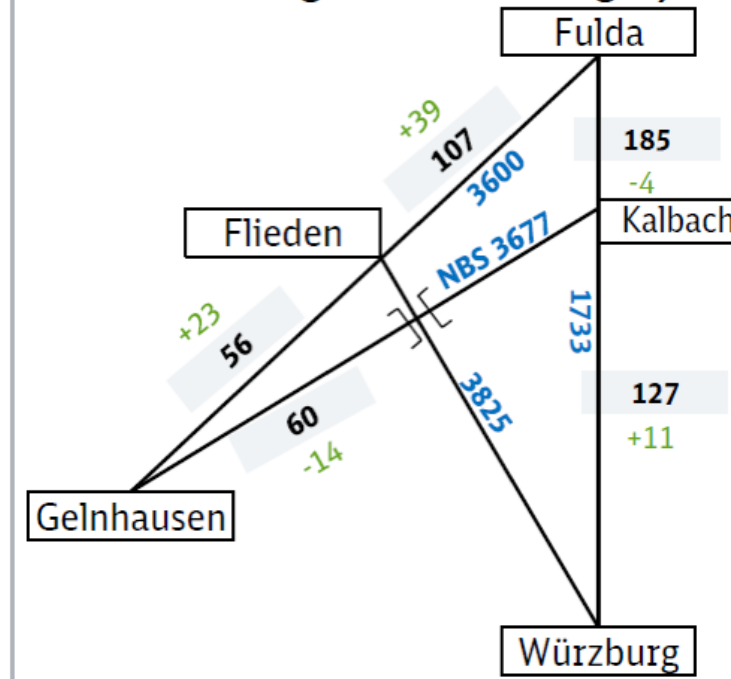 Fulda
+39
107
3600
185
-4
Flieden
Kalbach
NBS 3677
+23
56
1733
3825
127
+11
60
-14
Gelnhausen
Würzburg